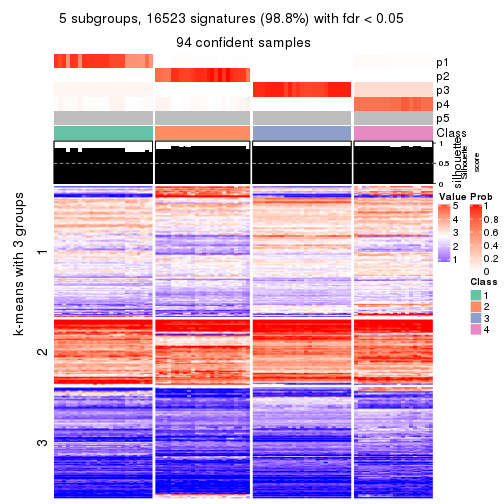 5 subgroups, 16523 signatures (98.8%) with fdr < 0.05
94 confident samples
p1
p2
p3
p4
p5
Class
1
0.5
0
silhouette
Silhouette
score
k-means with 3 groups
1
2
3
Value
5
4
3
2
1
Prob
1
0.8
0.6
0.4
0.2
0
Class
1
2
3
4